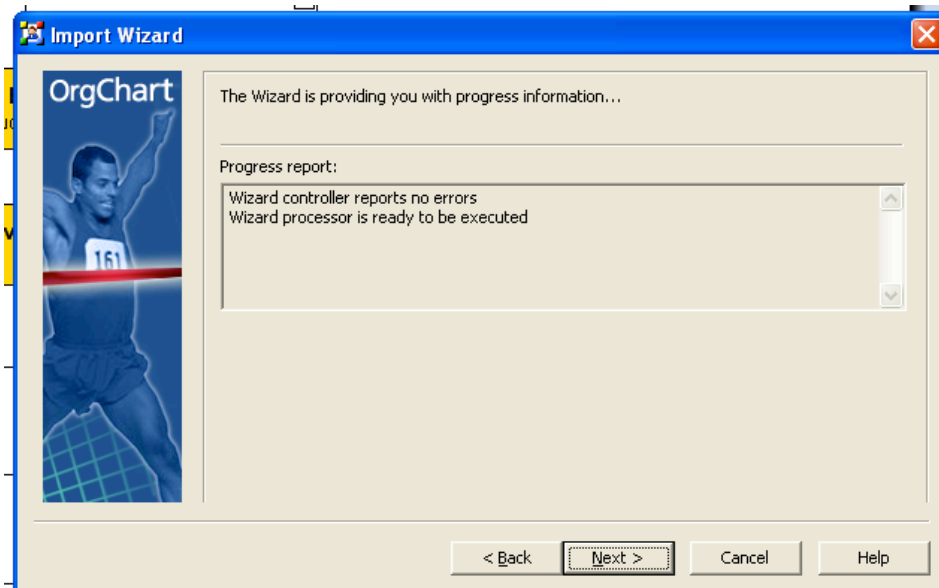 Import Wizard
OrgChart
The Wizard is providing you with progress information...
Progress report:
Wizard controller reports no errors
Wizard processor is ready to be executed
161
< Back
Next >
Cancel
Help